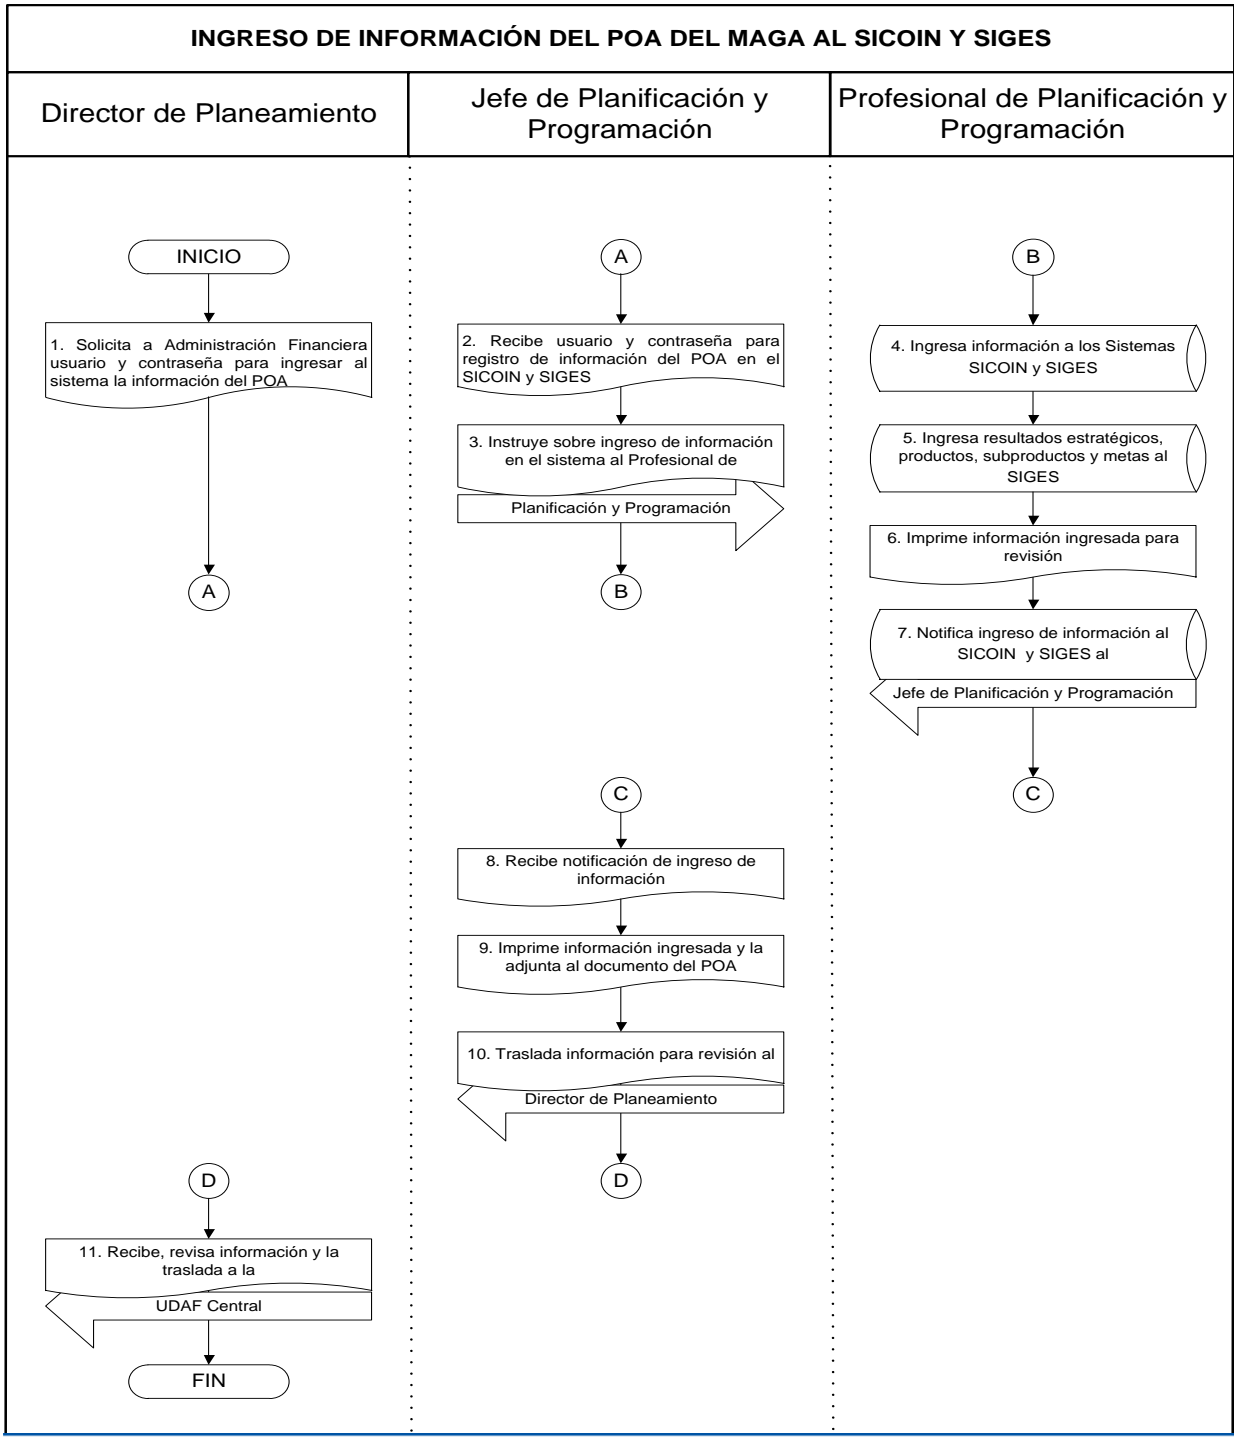 INGRESO DE INFORMACIÓN DEL POA DEL MAGA AL SICOIN Y SIGES
Director de Planeamiento
Jefe de Planificación y
Programación
Profesional de Planificación y
Programación
INICIO
1. Solicita a Administración Financiera
usuario y contraseña para ingresar al
sistema la información del POA
A
A
2. Recibe usuario y contraseña para
registro de información del POA en el
SICOIN y SIGES
3. Instruye sobre ingreso de información
en el sistema al Profesional de
Planificación y Programación
B
B
4. Ingresa información a los Sistemas
SICOIN y SIGES
5. Ingresa resultados estratégicos,
productos, subproductos y metas al
SIGES
6. Imprime información ingresada para
revisión
7. Notifica ingreso de información al
SICOIN y SIGES al
Jefe de Planificación y Programación
C
C
8. Recibe notificación de ingreso de
información
9. Imprime información ingresada y la
adjunta al documento del POA
10. Traslada información para revisión al
Director de Planeamiento
D
D
11. Recibe, revisa información y la
traslada a la
UDAF Central
FIN